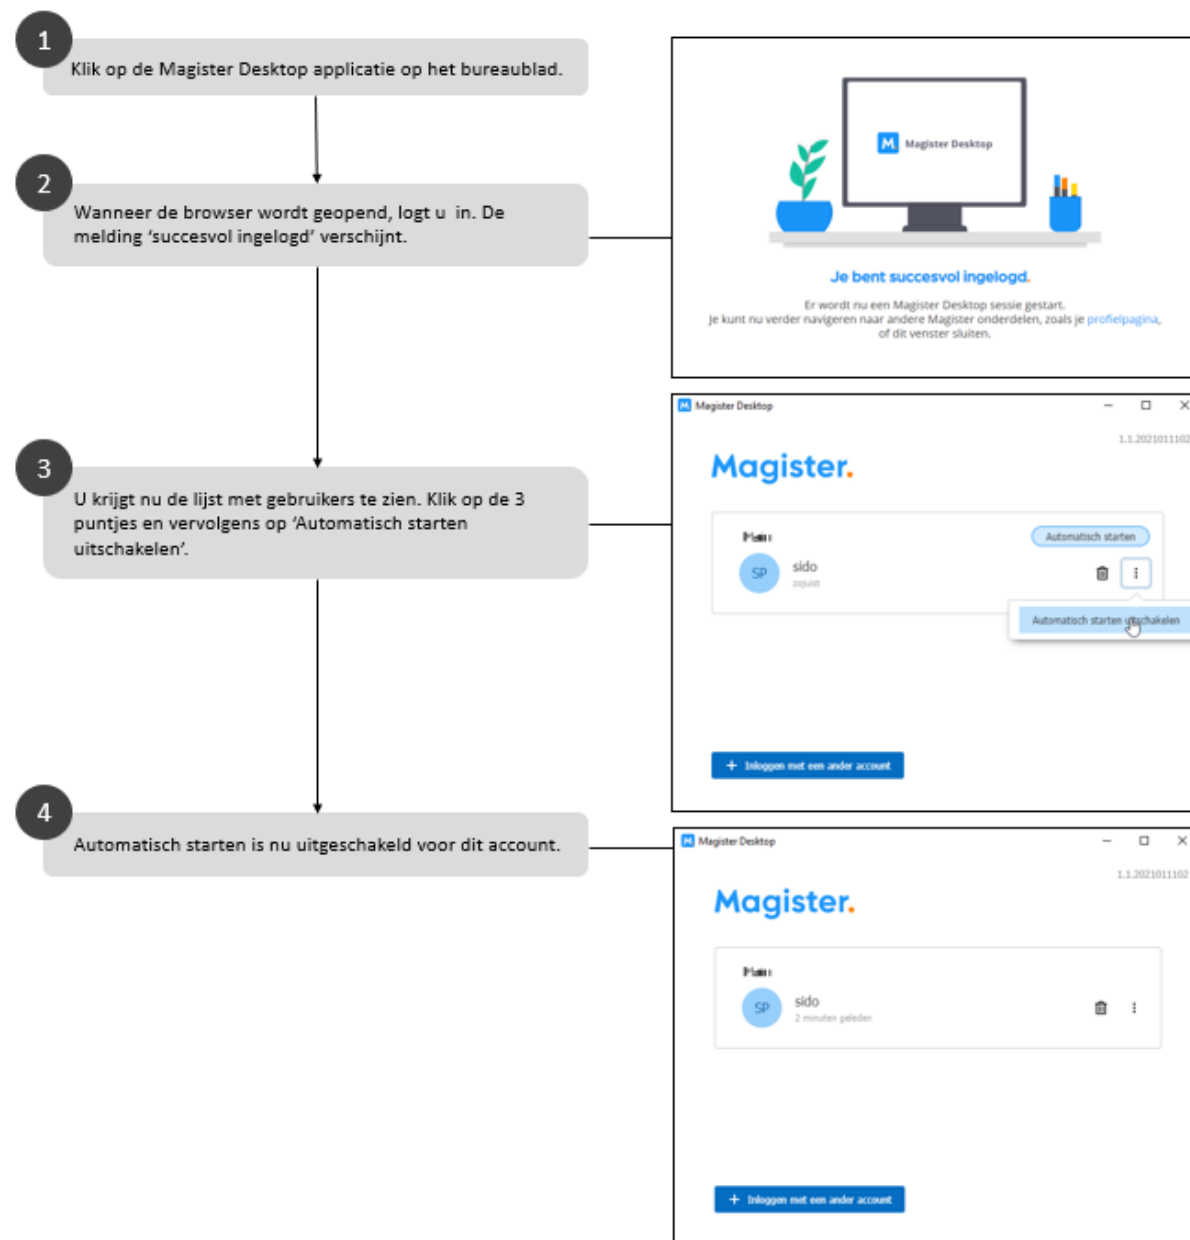 1
Klik op de Magister Desktop applicatie op het bureaublad.
2
Wanneer de browser wordt geopend, logt u in. De
melding ‘succesvol ingelogd’ verschijnt.
M Magister Desktop
Je bent succesvol ingelogd.
Er wordt nu een Magister Desktop sessie gestart.
Je kunt nu verder navigeren naar andere Magister onderdelen, zoals je profielpagina,
of dit venster sluiten.
3
U krijgt nu de lijst met gebruikers te zien. Klik op de 3
puntjes en vervolgens op ‘Automatisch starten
uitschakelen’.
M Magister Desktop
1.1.2021011102
Magister.
Automatisch starten
SP
sido
zojuist
Automatisch starten uitschakelen
+ Inloggen met een ander account
4
Automatisch starten is nu uitgeschakeld voor dit account.
M Magister Desktop
1.1.2021011102
Magister.
SP
sido
2 minuten geleden
+ Inloggen met een ander account